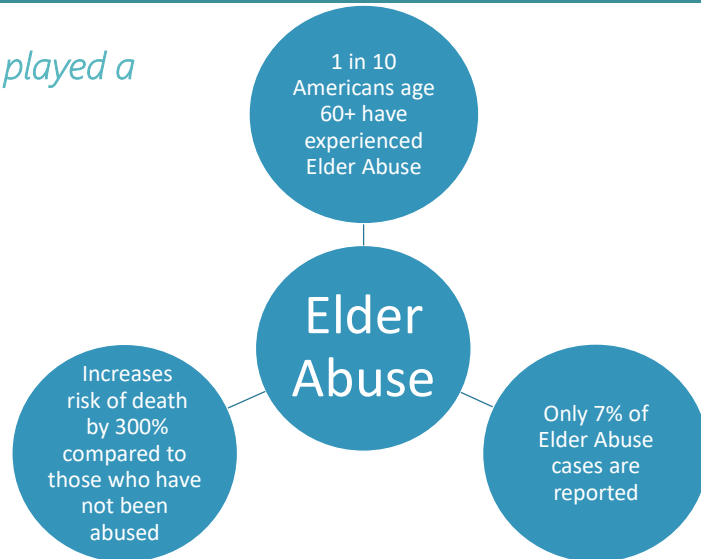 played a
1 in 10
Americans age
60+ have
experienced
Elder Abuse
Elder
Abuse
Increases
risk of death
by 300%
compared to
those who have
not been
abused
Only 7% of
Elder Abuse
cases are
reported